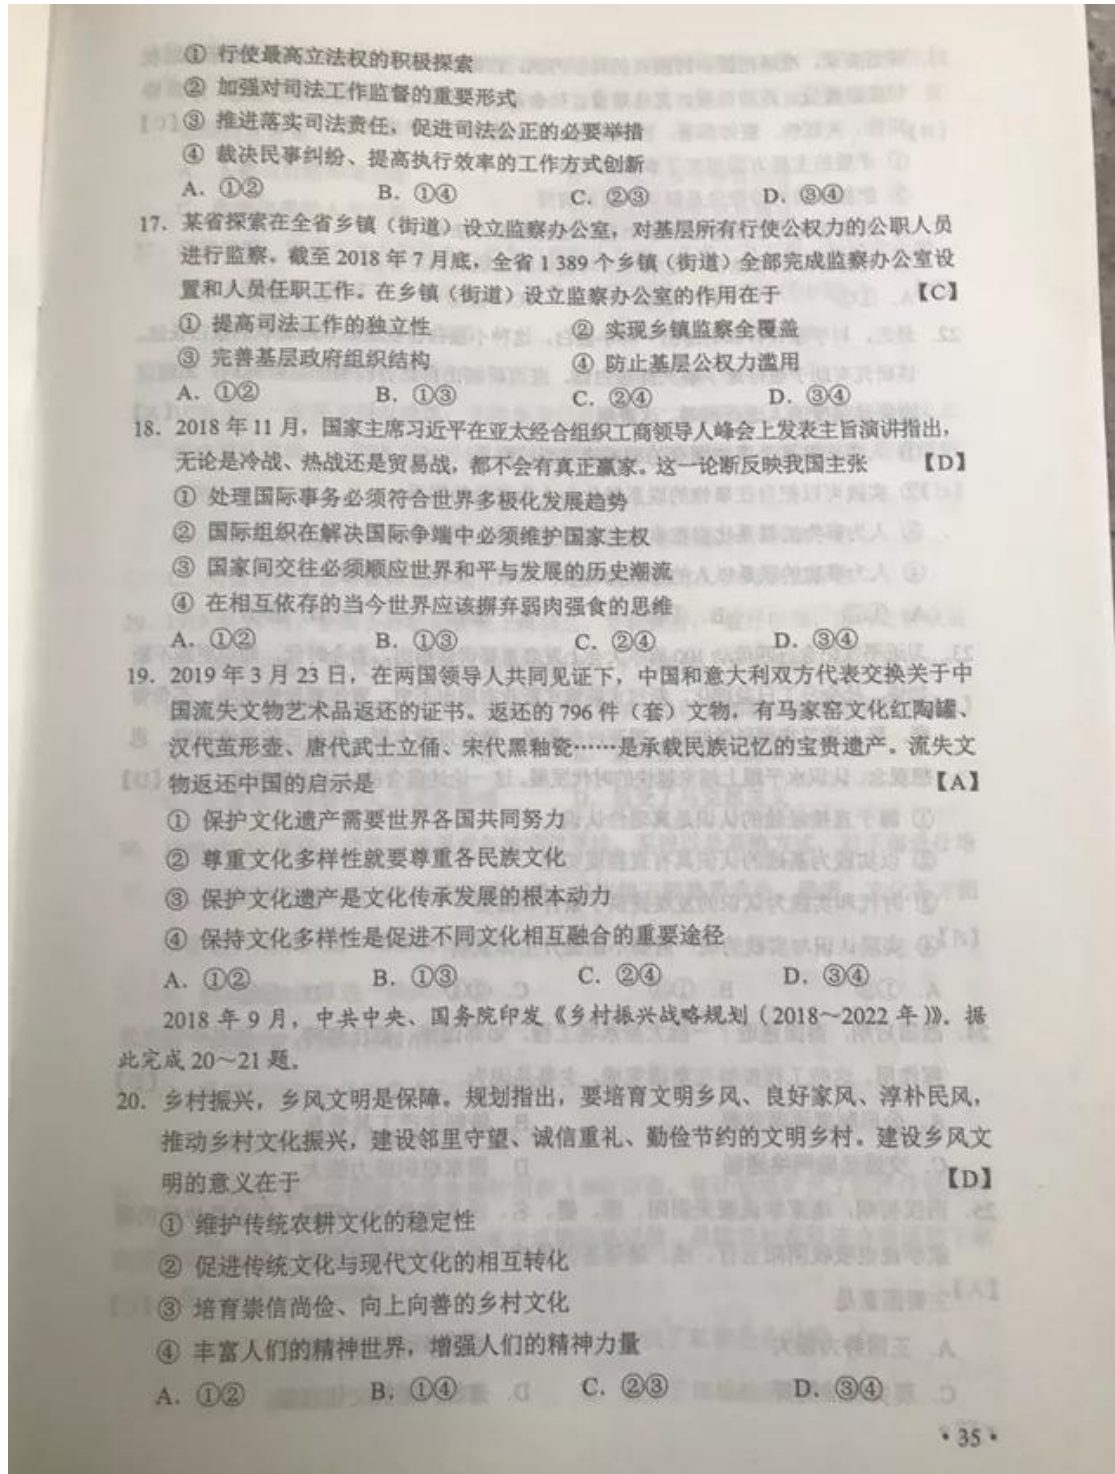 ① 行使最高立法权的积极探索
② 加强对司法工作监督的重要形式
③ 推进落实司法责任，促进司法公正的必要举措
④ 裁决民事纠纷、提高执行效率的工作方式创新
A. ①② B. ①④ C. ②③ D. ③④
17. 某省探索在全省乡镇（街道）设立监察办公室，对基层所有行使公权力的公职人员
进行监察。截至 2018 年 7 月底，全省 1 389 个乡镇（街道）全部完成监察办公室设
置和人员任职工作。在乡镇（街道）设立监察办公室的作用在于 【C】
① 提高司法工作的独立性 ② 实现乡镇监察全覆盖
③ 完善基层政府组织结构 ④ 防止基层公权力滥用
A. ①② B. ①③ C. ②④ D. ③④
18. 2018 年 11 月，国家主席习近平在亚太经合组织工商领导人峰会上发表主旨演讲指出，
无论是冷战、热战还是贸易战，都不会有真正赢家。这一论断反映我国主张 【D】
① 处理国际事务必须符合世界多极化发展趋势
② 国际组织在解决国际争端中必须维护国家主权
③ 国家间交往必须顺应世界和平与发展的历史潮流
④ 在相互依存的当今世界应该摒弃弱肉强食的思维
A. ①② B. ①③ C. ②④ D. ③④
19. 2019 年 3 月 23 日，在两国领导人共同见证下，中国和意大利双方代表交换关于中
国流失文物艺术品返还的证书。返还的 796 件（套）文物，有马家窑文化红陶罐、
汉代茧形壶、唐代武士立俑、宋代黑釉瓷……是承载民族记忆的宝贵遗产。流失文
物返还中国的启示是 【A】
① 保护文化遗产需要世界各国共同努力
② 尊重文化多样性就要尊重各民族文化
③ 保护文化遗产是文化传承发展的根本动力
④ 保持文化多样性是促进不同文化相互融合的重要途径
A. ①② B. ①③ C. ②④ D. ③④
2018 年 9 月，中共中央、国务院印发《乡村振兴战略规划（2018～2022 年）》。据
此完成 20～21 题。
20. 乡村振兴，乡风文明是保障。规划指出，要培育文明乡风、良好家风、淳朴民风，
推动乡村文化振兴，建设邻里守望、诚信重礼、勤俭节约的文明乡村。建设乡风文
明的意义在于 【D】
① 维护传统农耕文化的稳定性
② 促进传统文化与现代文化的相互转化
③ 培育崇信尚俭、向上向善的乡村文化
④ 丰富人们的精神世界，增强人们的精神力量
A. ①② B. ①④ C. ②③ D. ③④
• 35 •